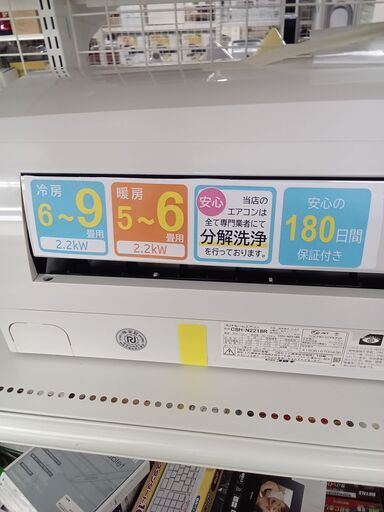 冷房
6~9
畳用
2.2kW
暖房
5~6
畳用
2.2kW
安心
当店の
エアコンは
全て専門業者にて
分解洗浄
を行っております。
安心の
180日間
保証付き
CSH-N2218R